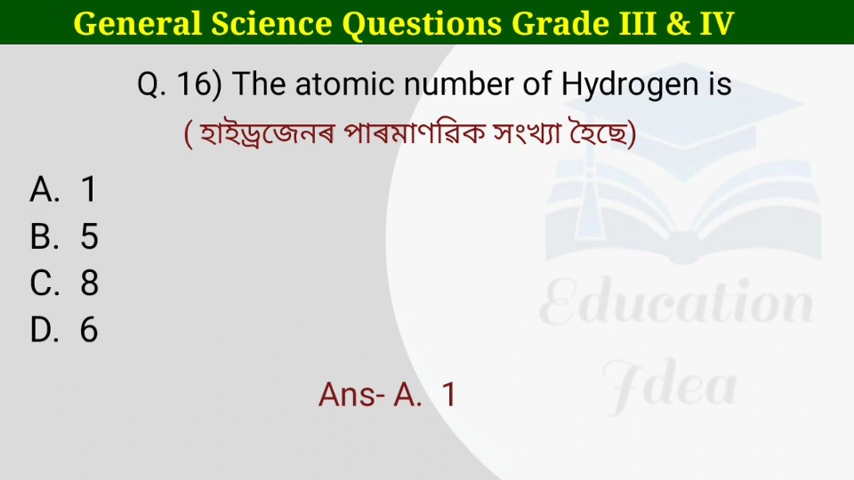 General Science Questions Grade III & IV
Q. 16) The atomic number of Hydrogen is
( হাইড্ৰজেনৰ পাৰমাণৱিক সংখ্যা হৈছে)
A. 1
B. 5
C. 8
D. 6
Education
Idea
Ans- A. 1